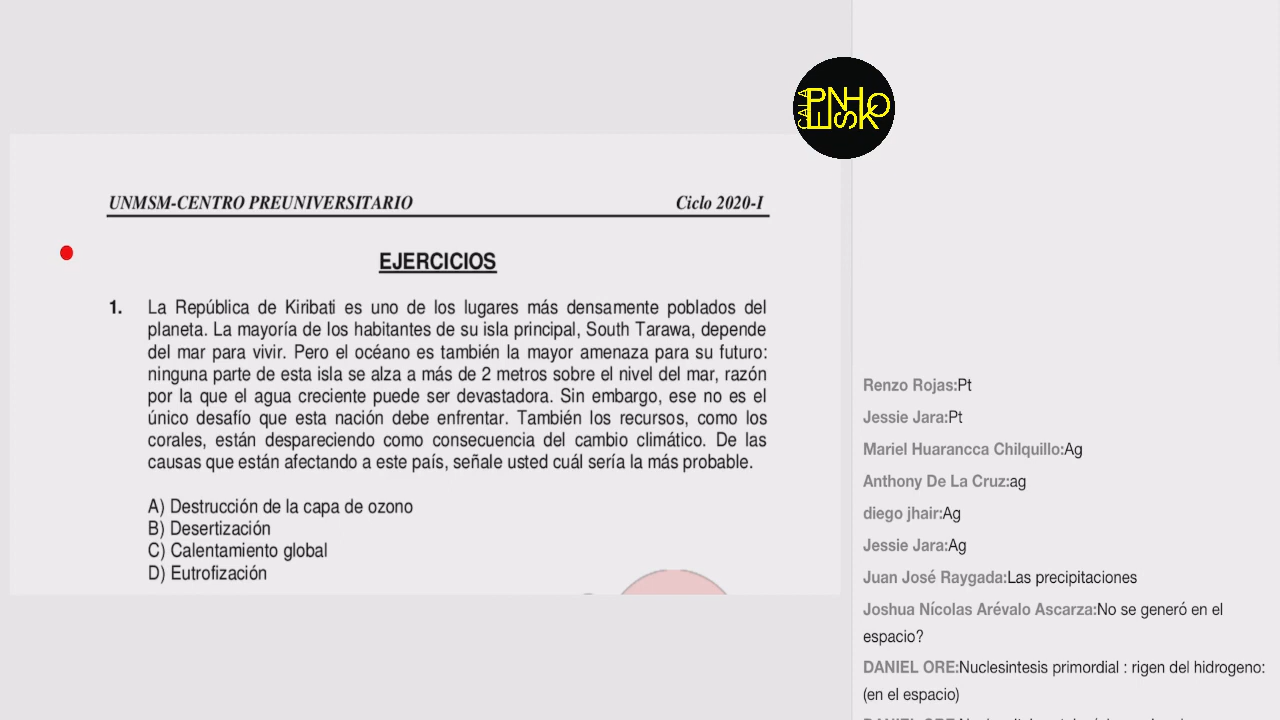 CALA
PENHSKO
UNMSM-CENTRO PREUNIVERSITARIO Ciclo 2020-I
EJERCICIOS
1. La República de Kiribati es uno de los lugares más densamente poblados del
planeta. La mayoría de los habitantes de su isla principal, South Tarawa, depende
del mar para vivir. Pero el océano es también la mayor amenaza para su futuro:
ninguna parte de esta isla se alza a más de 2 metros sobre el nivel del mar, razón
por la que el agua creciente puede ser devastadora. Sin embargo, ese no es el
único desafío que esta nación debe enfrentar. También los recursos, como los
corales, están despareciendo como consecuencia del cambio climático. De las
causas que están afectando a este país, señale usted cuál sería la más probable.
A) Destrucción de la capa de ozono
B) Desertización
C) Calentamiento global
D) Eutrofización
Renzo Rojas:Pt
Jessie Jara:Pt
Mariel Huarancca Chilquillo:Ag
Anthony De La Cruz:ag
diego jhair:Ag
Jessie Jara:Ag
Juan José Raygada:Las precipitaciones
Joshua Nícolas Arévalo Ascarza:No se generó en el
espacio?
DANIEL ORE:Nuclesintesis primordial : rigen del hidrogeno:
(en el espacio)